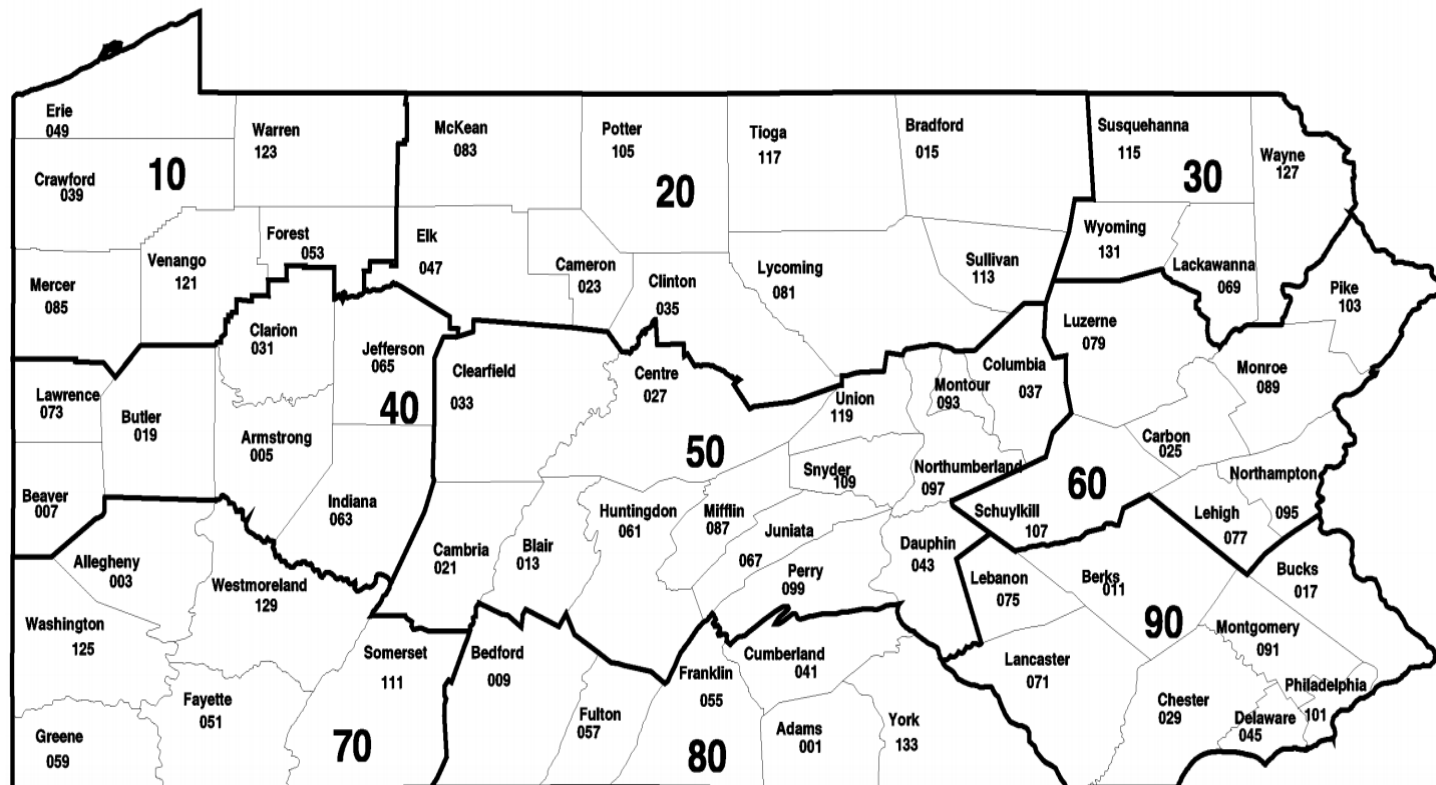 Erie
049
Warren
123
McKean
083
Potter
105
Tioga
117
Bradford
015
Susquehanna
115
Wayne
127
Crawford
039
10
20
30
Forest
053
Elk
047
Venango
121
Cameron
023
Clinton
035
Lycoming
081
Sullivan
113
Wyoming
131
Lackawanna
069
Mercer
085
Pike
103
Clarion
031
Jefferson
065
Clearfield
033
Centre
027
Columbia
037
Luzerne
079
Monroe
089
Lawrence
073
Butler
019
40
Union
119
Montour
093
Armstrong
005
50
Carbon
025
Beaver
007
Indiana
063
Snyder
109
Northumberland
097
60
Northampton
095
Huntingdon
061
Mifflin
087
Juniata
067
Schuylkill
107
Lehigh
077
Allegheny
003
Westmoreland
129
Cambria
021
Blair
013
Perry
099
Dauphin
043
Lebanon
075
Berks
011
Bucks
017
Washington
125
Somerset
111
Bedford
009
Franklin
055
Cumberland
041
Lancaster
071
90
Montgomery
091
Fayette
051
Fulton
057
Chester
029
Philadelphia
101
Delaware
045
Greene
059
70
80
Adams
001
York
133